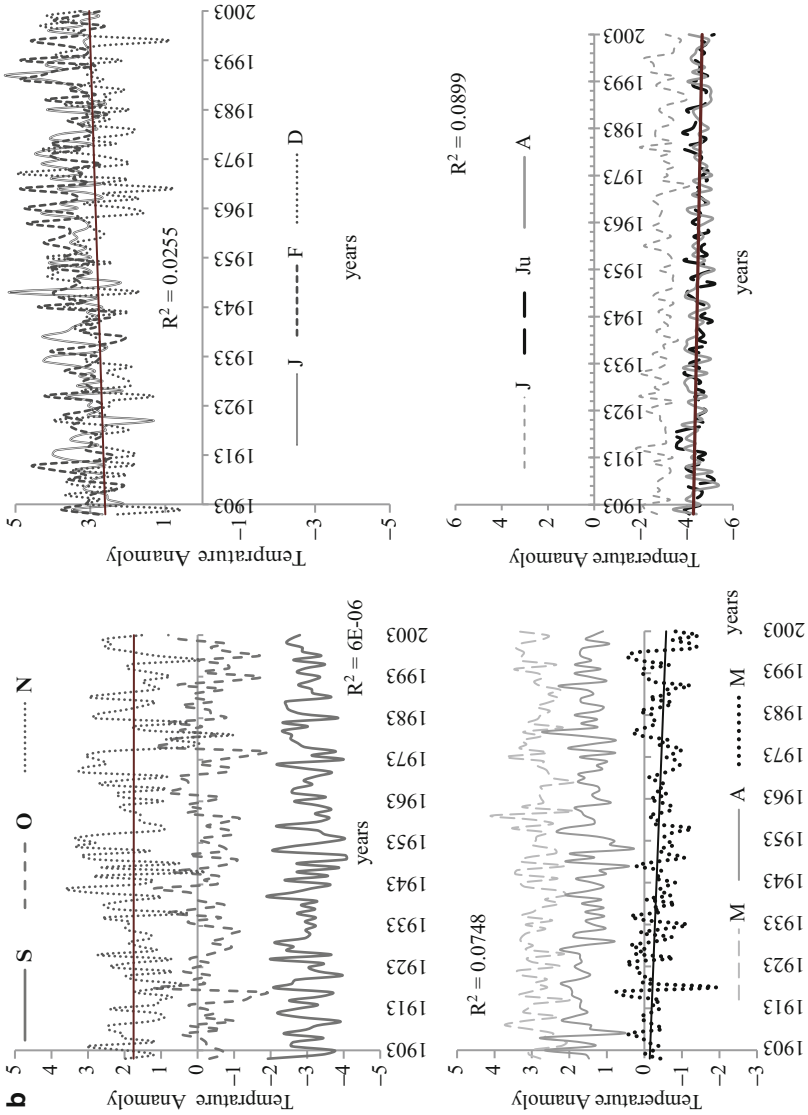 b
S O N
5
4
3
2
1
0
−1
−2
−3
−4
−5
Temprature Anamoly
1903 1913 1923 1933 1943 1953 1963 1973 1983 1993 2003
years
R2 = 6E-06
5
3
1
−1
−3
−5
Temprature Anamoly
1903 1913 1923 1933 1943 1953 1963 1973 1983 1993 2003
R2 = 0.0255
years
J F D
5
4
3
2
1
0
−1
−2
−3
Temprature Anamoly
R2 = 0.0748
1903 1913 1923 1933 1943 1953 1963 1973 1983 1993 2003
years
M A M
6
4
2
0
−2
−4
−6
Temperature Anamoly
J Ju A
R2 = 0.0899
1903 1913 1923 1933 1943 1953 1963 1973 1983 1993 2003
years